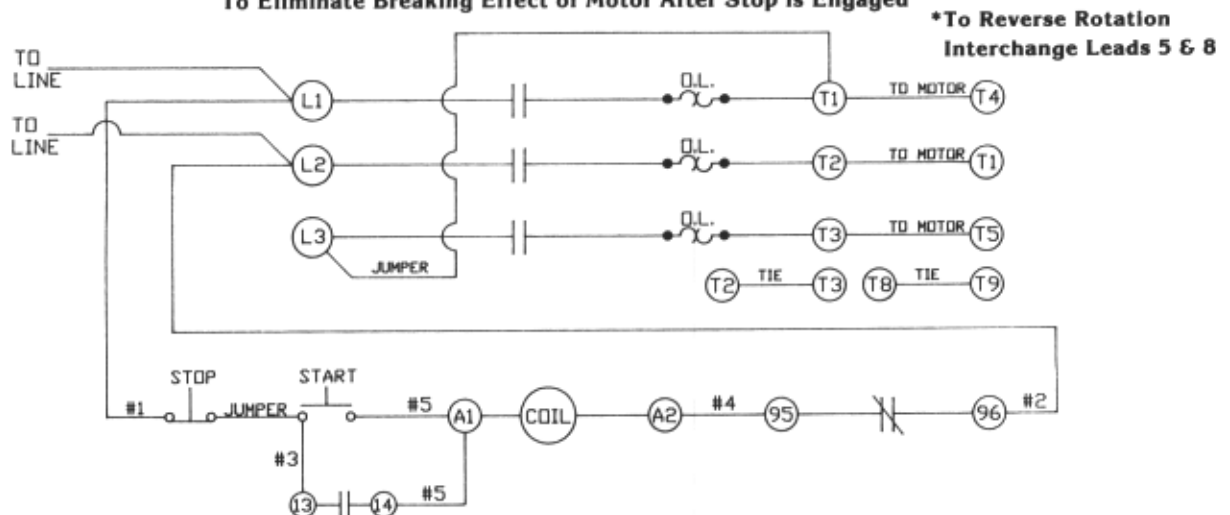 To Eliminate Breaking Effect of Motor After Stop is Engaged
*To Reverse Rotation
Interchange Leads 5 & 8
TO
LINE
L1
O.L.
T1
TO MOTOR
T4
TO
LINE
L2
O.L.
T2
TO MOTOR
T1
L3
O.L.
T3
TO MOTOR
T5
JUMPER
T2
TIE
T3
T8
TIE
T9
STOP
START
#1
JUMPER
#5
A1
COIL
A2
#4
95
96
#2
#3
13
14
#5